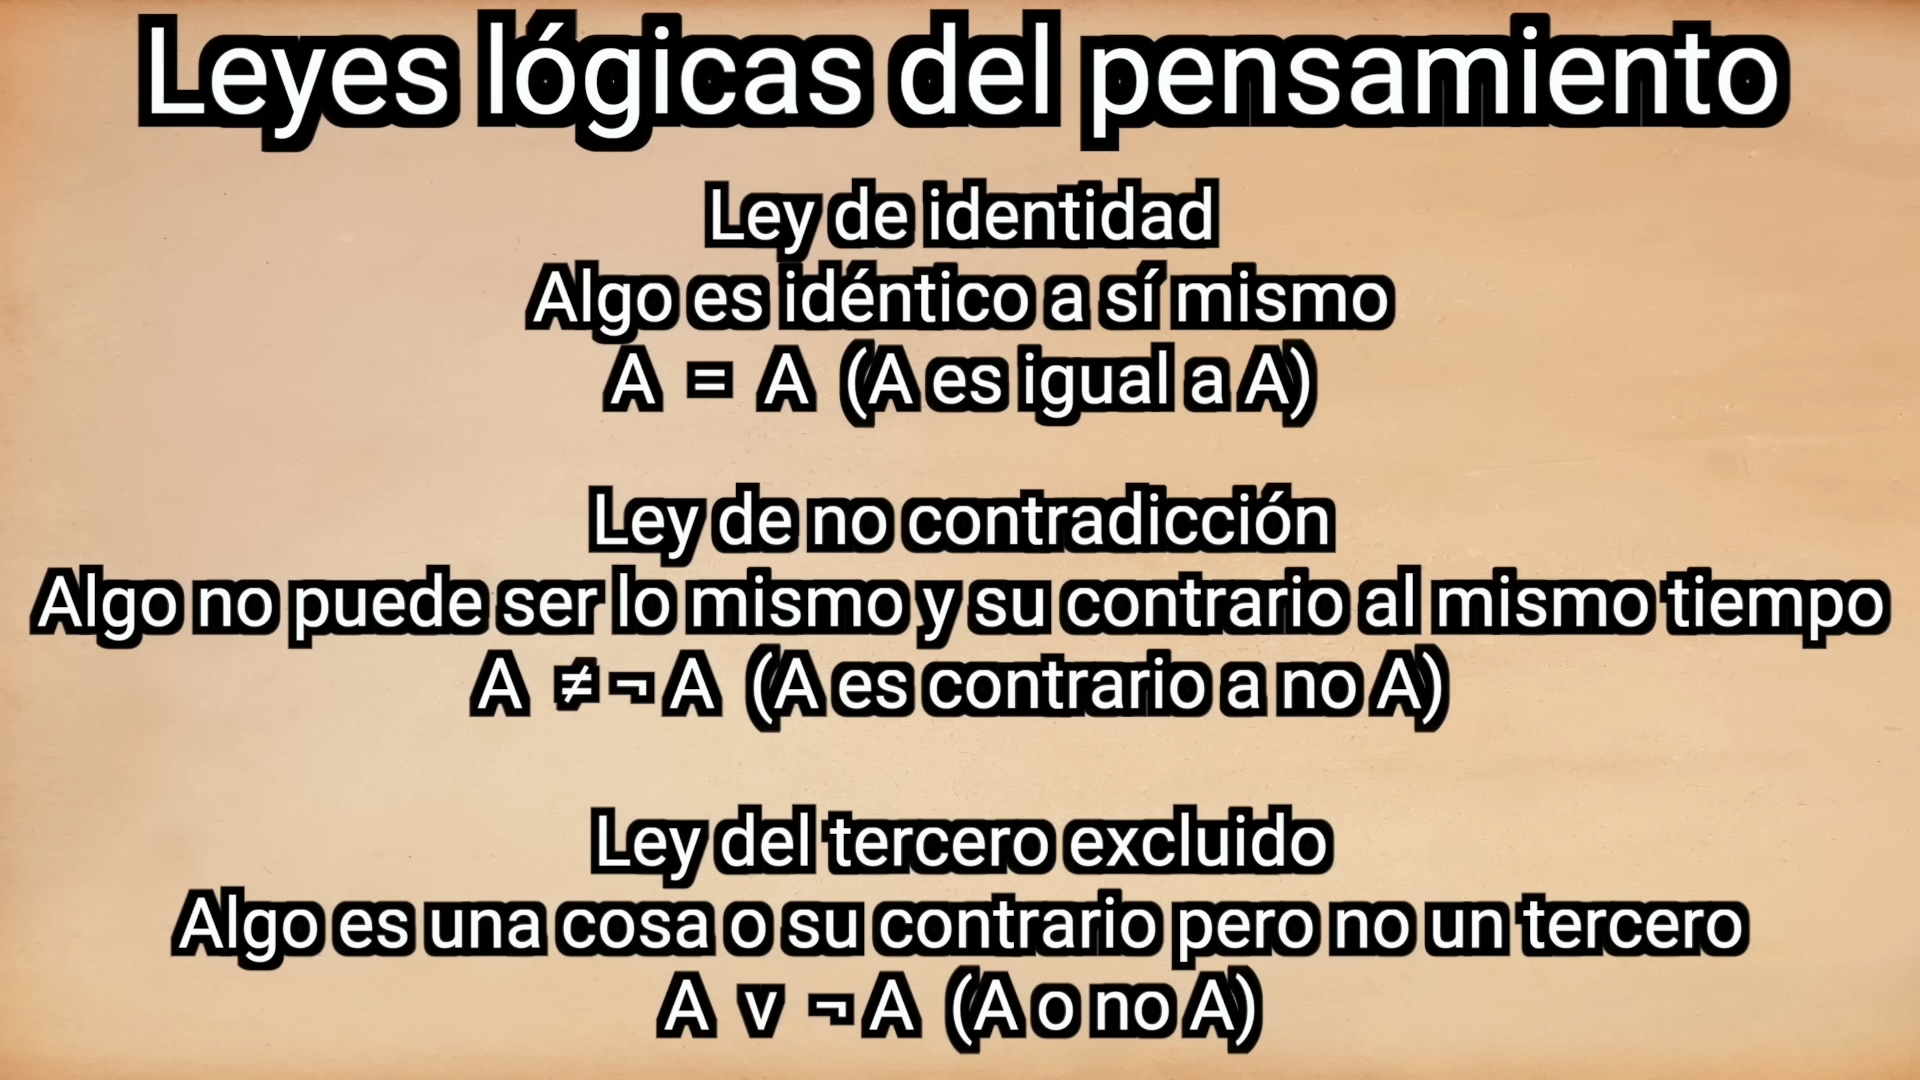 Leyes lógicas del pensamiento
Ley de identidad
Algo es idéntico a sí mismo
A = A (A es igual a A)
Ley de no contradicción
Algo no puede ser lo mismo y su contrario al mismo tiempo
A ≠ ¬ A (A es contrario a no A)
Ley del tercero excluido
Algo es una cosa o su contrario pero no un tercero
A v ¬ A (A o no A)